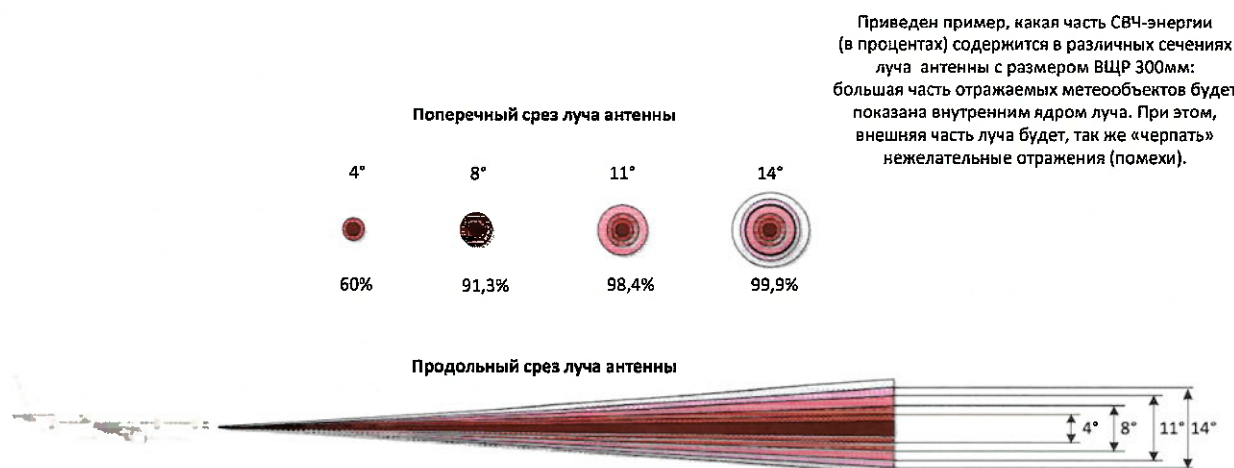 Приведен пример, какая часть СВЧ-энергии
(в процентах) содержится в различных сечениях
луча антенны с размером ВЩР 300мм:
большая часть отражаемых метеообъектов будет
показана внутренним ядром луча. При этом,
внешняя часть луча будет, так же «черпать»
нежелательные отражения (помехи).
Поперечный срез луча антенны
4° 8° 11° 14°
60% 91,3% 98,4% 99,9%
Продольный срез луча антенны
4° 8° 11° 14°